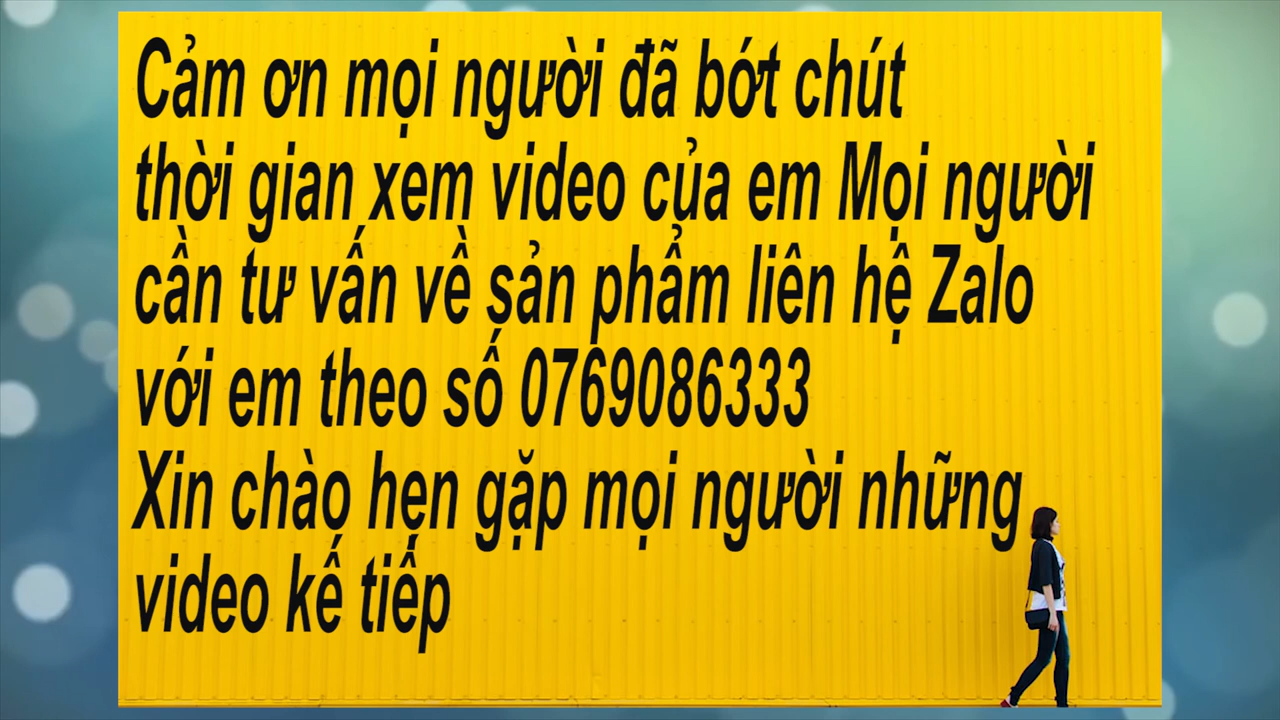 Cảm ơn mọi người đã bớt chút
thời gian xem video của em Mọi người
cần tư vấn về sản phẩm liên hệ Zalo
với em theo số 0769086333
Xin chào hẹn gặp mọi người những
video kế tiếp